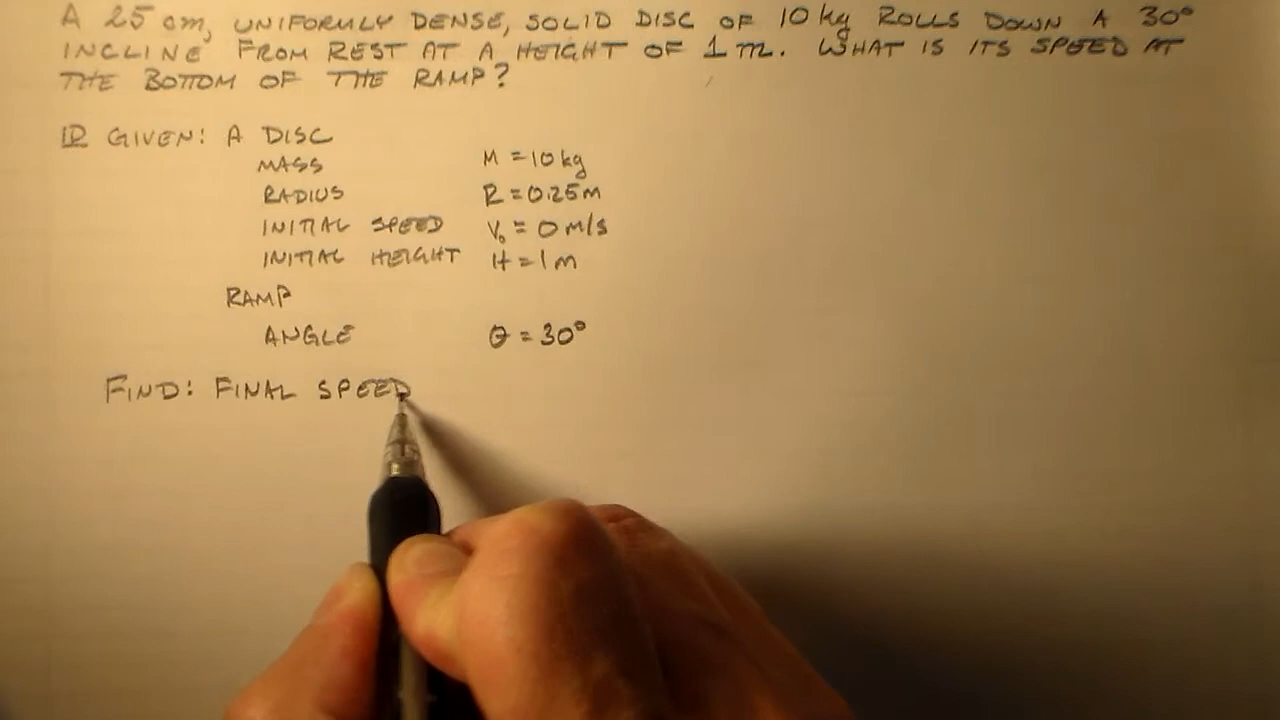 A 25 cm, UNIFORMLY DENSE, SOLID DISC OF 10 kg ROLLS DOWN A 30°
INCLINE FROM REST AT A HEIGHT OF 1 m. WHAT IS ITS SPEED AT
THE BOTTOM OF THE RAMP?
ID GIVEN: A DISC
MASS M = 10 kg
RADIUS R = 0.25 M
INITIAL SPEED V₀ = 0 M/S
INITIAL HEIGHT H = 1 m
RAMP
ANGLE θ = 30°
FIND: FINAL SPEED